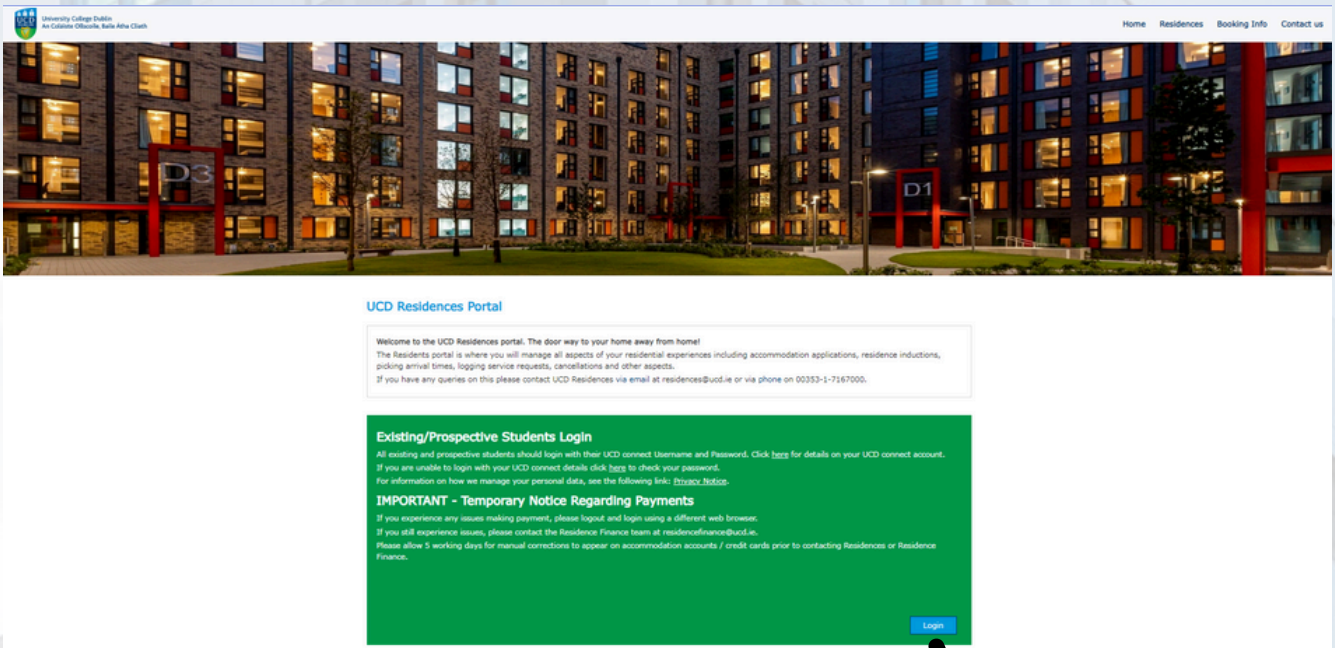 University College Dublin
An Coláiste Ollscoile, Baile Átha Cliath
Home Residences Booking Info Contact us
D3
D1
UCD Residences Portal
Welcome to the UCD Residences portal. The door way to your home away from home!
The Residents portal is where you will manage all aspects of your residential experiences including accommodation applications, residence inductions,
picking arrival times, logging service requests, cancellations and other aspects.
If you have any queries on this please contact UCD Residences via email at residences@ucd.ie or via phone on 00353-1-7167000.
Existing/Prospective Students Login
All existing and prospective students should login with their UCD connect Username and Password. Click here for details on your UCD connect account.
If you are unable to login with your UCD connect details click here to check your password.
For information on how we manage your personal data, see the following link: Privacy Notice.
IMPORTANT - Temporary Notice Regarding Payments
If you experience any issues making payment, please logout and login using a different web browser.
If you still experience issues, please contact the Residence Finance team at residencefinance@ucd.ie.
Please allow 5 working days for manual corrections to appear on accommodation accounts / credit cards prior to contacting Residences or Residence
Finance.
Login